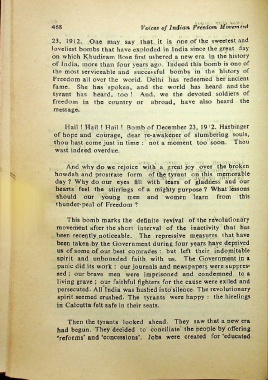 468 Voices of Indian Freedom Movement
23, 1912. One may say that it is one of the sweetest and
loveliest bombs that have exploded in India since the great day
on which Khudiram Bose first ushered a new era in the history
of India, more than four years ago. Indeed this bomb is one of
the most serviceable and successful bombs in the history of
Freedom all over the world. Delhi has redeemed her ancient
fame. She has spoken, and the world has heard and the
tyrant has heard, too! And, we the devoted soldiers of
freedom in the country or abroad, have also heard the
message.
Hail! Hail! Hail! Bomb of December 23, 1912. Harbinger
of hope and courage, dear re-awakener of slumbering souls,
thou hast come just in time: not a moment too soon. Thou
wast indeed overdue.
And why do we rejoice with a great joy over the broken
howdah and prostrate form of the tyrant on this memorable
day? Why do our eyes fill with tears of gladness and our
hearts feel the stirrings of a mighty purpose? What lessons
should our young men and women learn from this
thunder-peal of Freedom?
This bomb marks the definite revival of the revolutionary
movement after the short interval of the inactivity that has
been recently noticeable. The repressive measures that have
been taken by the Government during four years have deprived
us of some of our best comrades: but left their indomitable
spirit and unbounded faith with us. The Government in a
panic did its work: our journals and newspapers were suppres-
sed: our brave men were imprisoned and condemned to a
living grave; our faithful fighters for the cause were exiled and
persecuted. All India was hushed into silence. The revolutionary
spirit seemed crushed. The tyrants were happy: the hirelings
in Calcutta felt safe in their seats.
Then the tyrants looked ahead. They saw that a new era
had begun. They decided to conciliate the people by offering
'reforms' and 'concessions'. Jobs were created for 'educated